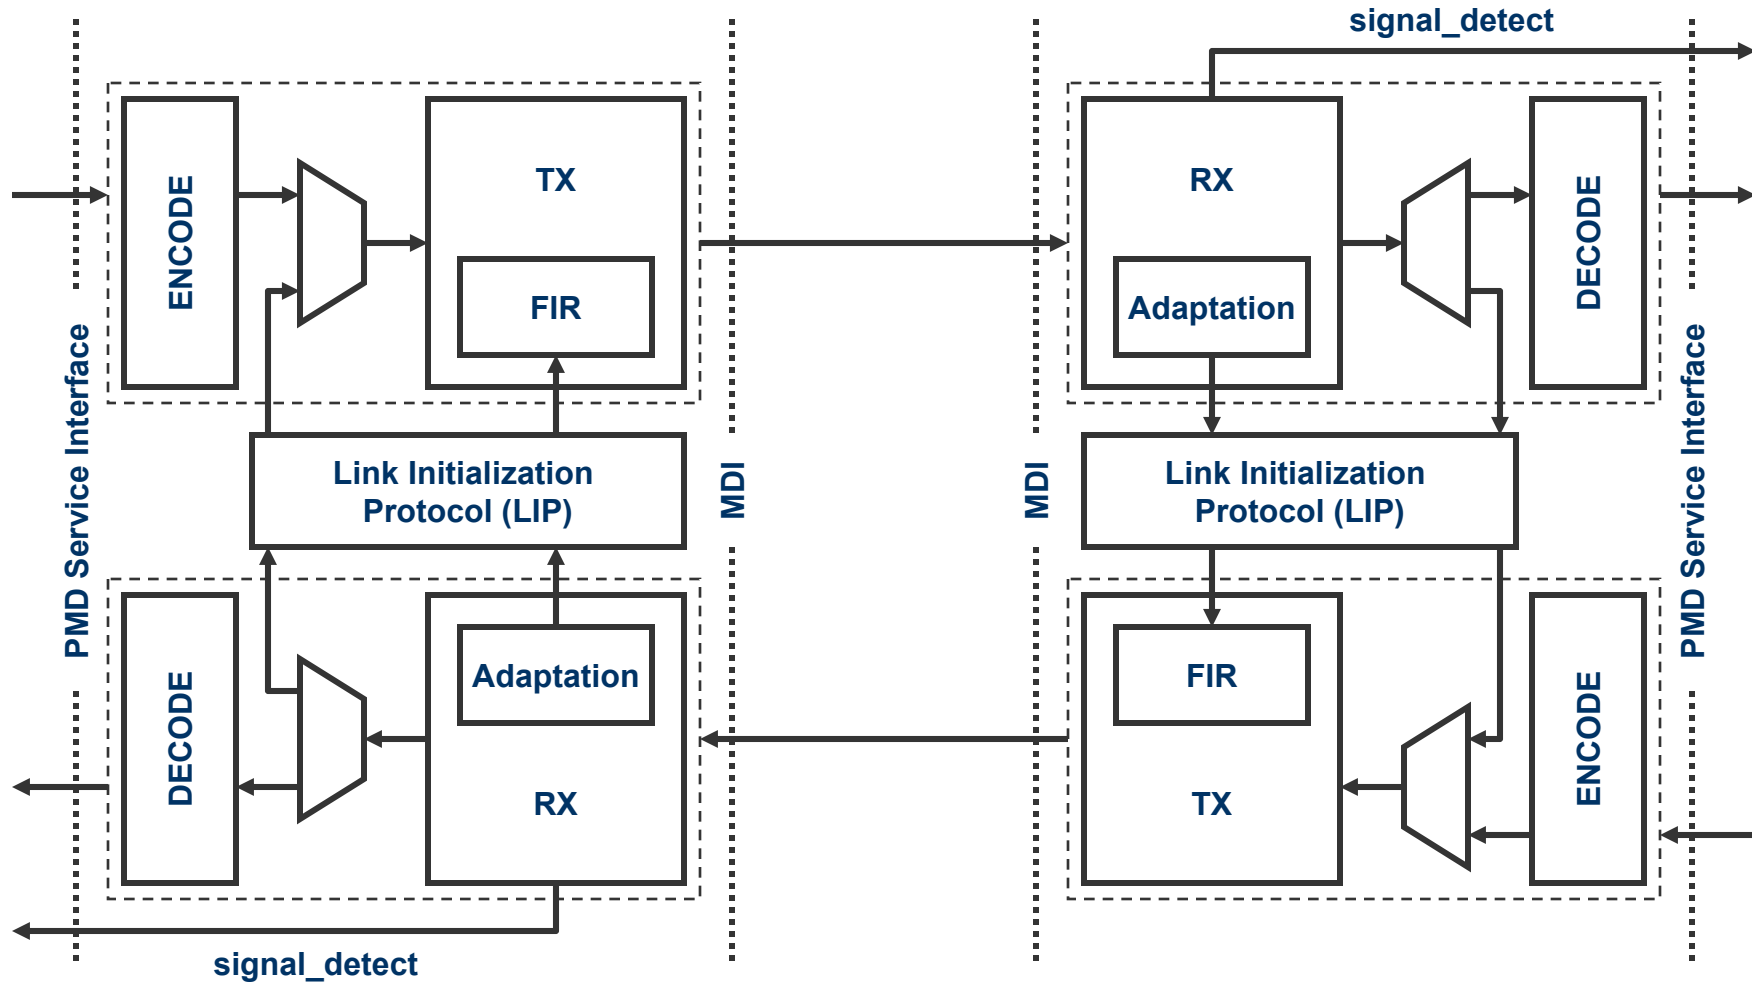 signal_detect
ENCODE
TX
FIR
RX
Adaptation
DECODE
PMD Service Interface
Link Initialization
Protocol (LIP)
MDI
MDI
Link Initialization
Protocol (LIP)
PMD Service Interface
DECODE
Adaptation
RX
FIR
TX
ENCODE
signal_detect